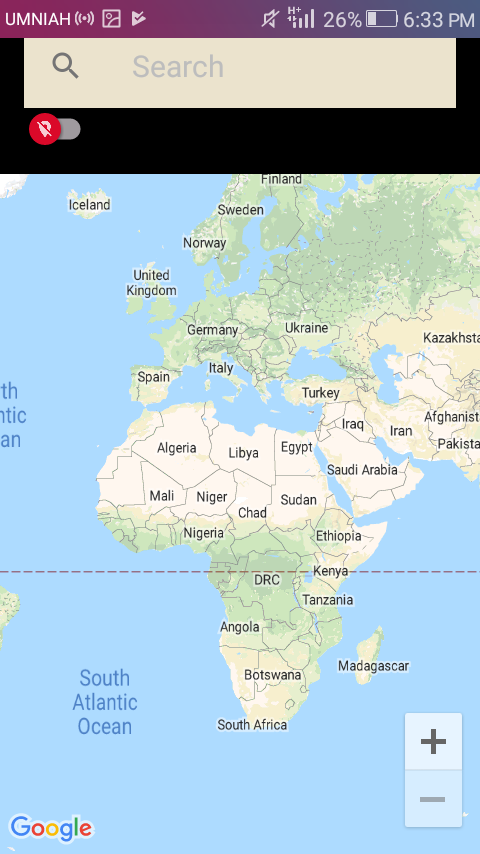 UMNIAH H+ 26% 6:33 PM
Search
Finland
Iceland
Sweden
Norway
United
Kingdom
Germany
Ukraine
Kazakhsta
Italy
Spain
Turkey
th
ntic
an
Afghanist
Iraq
Iran
Pakista
Algeria
Libya
Egypt
Saudi Arabia
Mali
Niger
Sudan
Chad
Nigeria
Ethiopia
Kenya
DRC
Tanzania
Angola
Madagascar
Botswana
South
Atlantic
Ocean
South Africa
+
−
Google